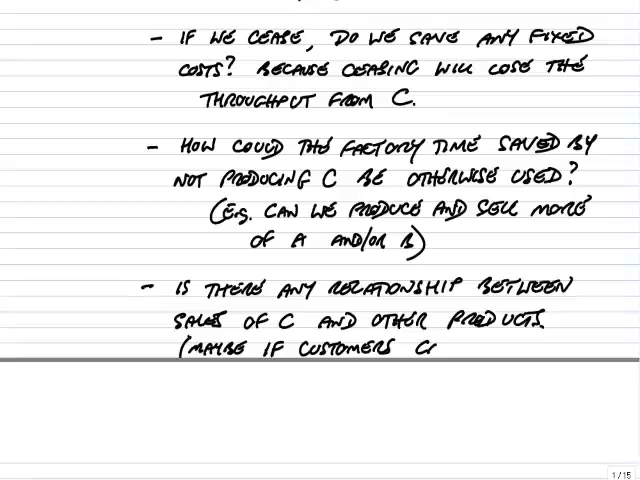 - IF WE CEASE, DO WE SAVE ANY FIXED
COSTS? BECAUSE CEASING WILL LOSE THE
THROUGHPUT FROM C.
- HOW COULD THE FACTORY TIME SAVED BY
NOT PRODUCING C BE OTHERWISE USED?
(E.g. CAN WE PRODUCE AND SELL MORE
OF A AND/OR B)
- IS THERE ANY RELATIONSHIP BETWEEN
SALES OF C AND OTHER PRODUCTS.
(MAYBE IF CUSTOMERS
1 / 15